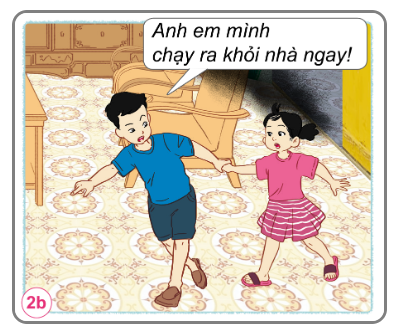 Anh em mình
chạy ra khỏi nhà ngay!
2b